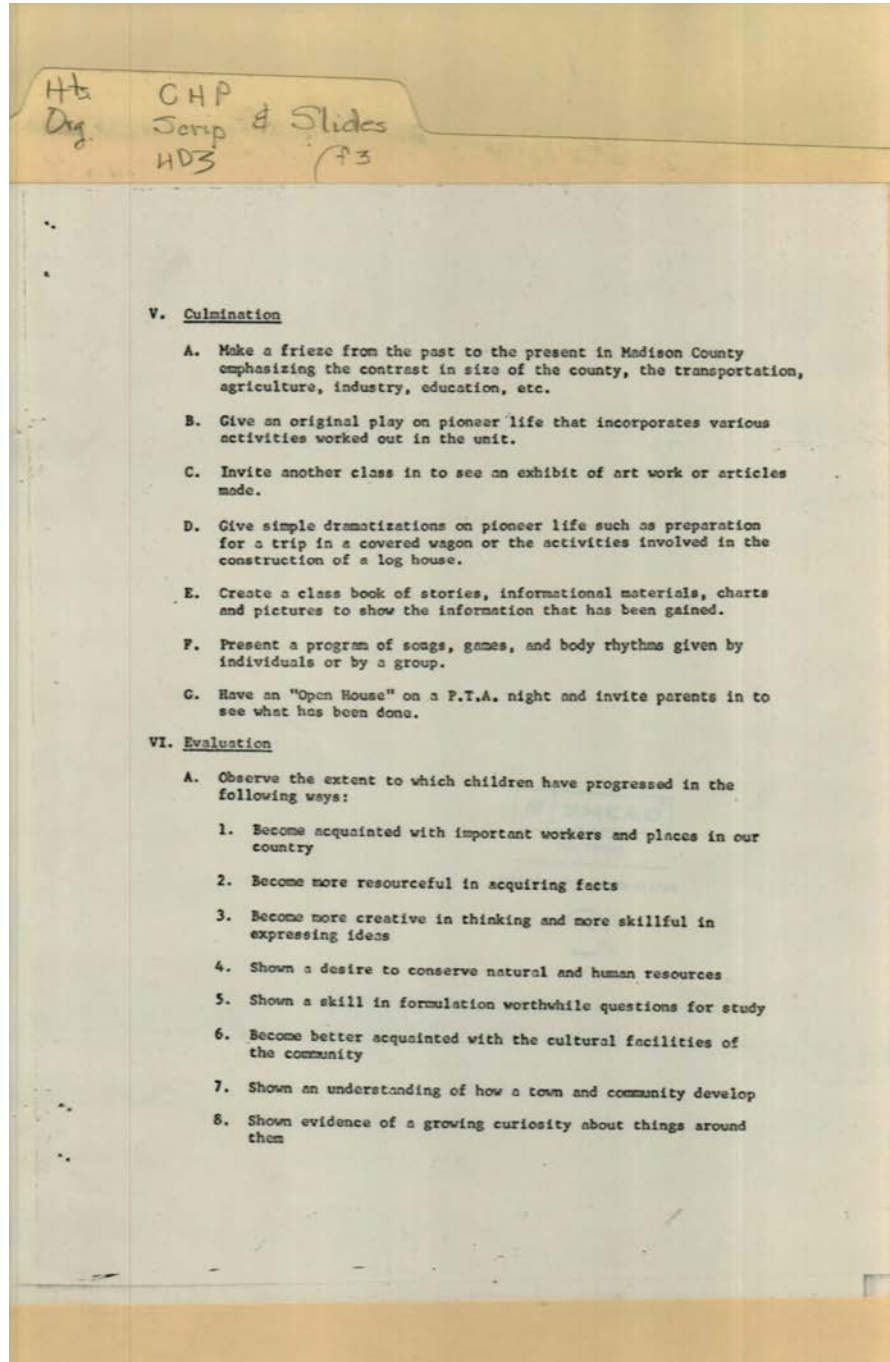 Hts CHP
Org. Scrip & Slides
HD3 (f3
V. Culmination
A. Make a frieze from the past to the present in Madison County
emphasizing the contrast in size of the county, the transportation,
agriculture, industry, education, etc.
B. Give an original play on pioneer life that incorporates various
activities worked out in the unit.
C. Invite another class in to see an exhibit of art work or articles
made.
D. Give simple dramatizations on pioneer life such as preparation
for a trip in a covered wagon or the activities involved in the
construction of a log house.
E. Create a class book of stories, informational materials, charts
and pictures to show the information that has been gained.
F. Present a program of songs, games, and body rhythms given by
individuals or by a group.
G. Have an "Open House" on a P.T.A. night and invite parents in to
see what has been done.
VI. Evaluation
A. Observe the extent to which children have progressed in the
following ways:
1. Become acquainted with important workers and places in our
country
2. Become more resourceful in acquiring facts
3. Become more creative in thinking and more skillful in
expressing ideas
4. Shown a desire to conserve natural and human resources
5. Shown a skill in formulation worthwhile questions for study
6. Become better acquainted with the cultural facilities of
the community
7. Shown an understanding of how a town and community develop
8. Shown evidence of a growing curiosity about things around
them